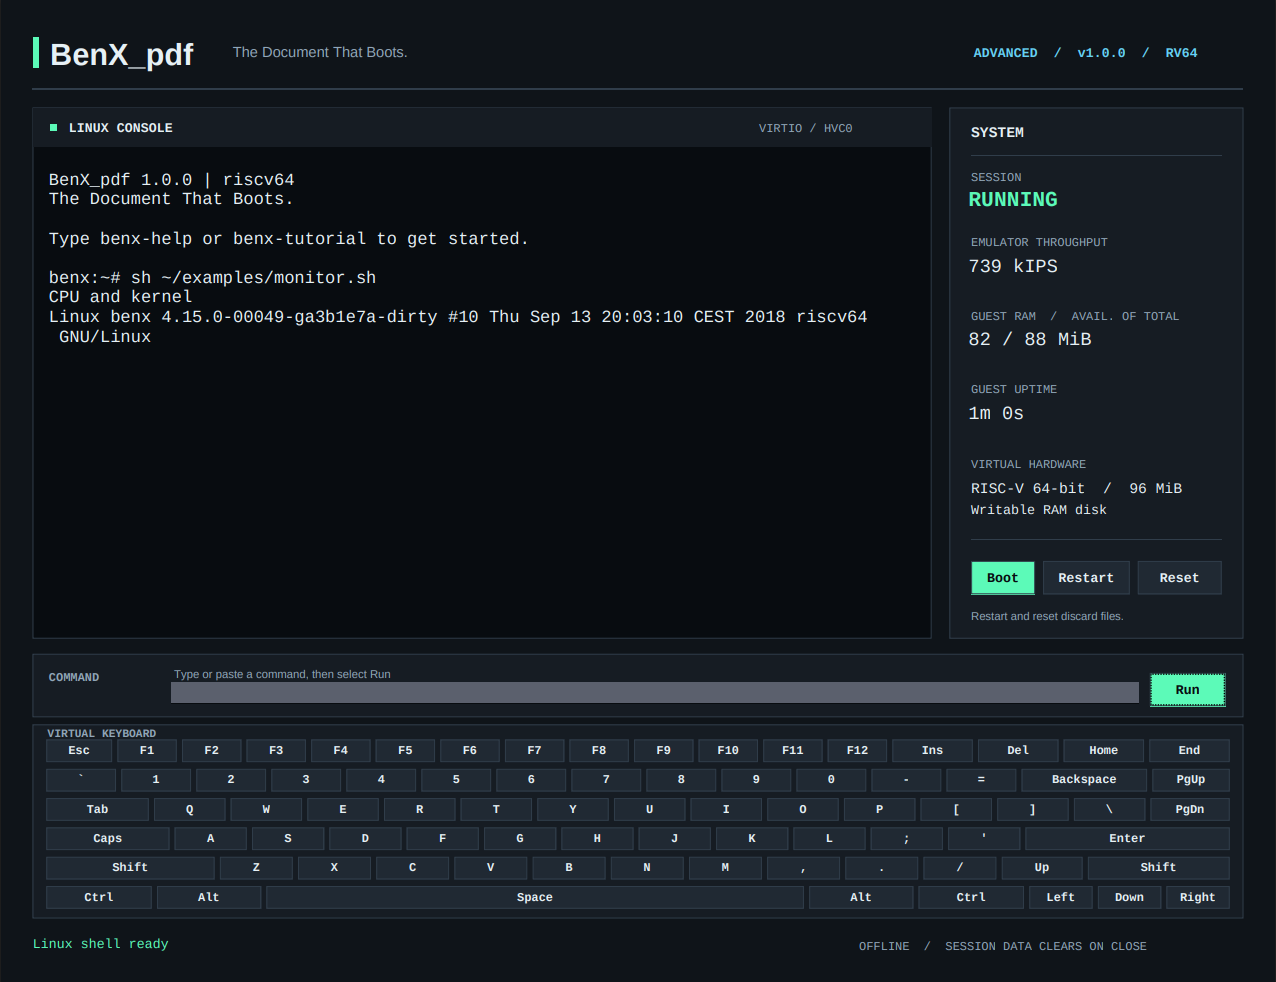 BenX_pdf
The Document That Boots.
ADVANCED / v1.0.0 / RV64
LINUX CONSOLE
VIRTIO / HVC0
BenX_pdf 1.0.0 | riscv64
The Document That Boots.
Type benx-help or benx-tutorial to get started.
benx:~# sh ~/examples/monitor.sh
CPU and kernel
Linux benx 4.15.0-00049-ga3b1e7a-dirty #10 Thu Sep 13 20:03:10 CEST 2018 riscv64
 GNU/Linux
SYSTEM
SESSION
RUNNING
EMULATOR THROUGHPUT
739 kIPS
GUEST RAM / AVAIL. OF TOTAL
82 / 88 MiB
GUEST UPTIME
1m 0s
VIRTUAL HARDWARE
RISC-V 64-bit / 96 MiB
Writable RAM disk
Boot Restart Reset
Restart and reset discard files.
COMMAND
Type or paste a command, then select Run
Run
VIRTUAL KEYBOARD
Esc F1 F2 F3 F4 F5 F6 F7 F8 F9 F10 F11 F12 Ins Del Home End
` 1 2 3 4 5 6 7 8 9 0 - = Backspace PgUp
Tab Q W E R T Y U I O P [ ] \ PgDn
Caps A S D F G H J K L ; ' Enter
Shift Z X C V B N M , . / Up Shift
Ctrl Alt Space Alt Ctrl Left Down Right
Linux shell ready
OFFLINE / SESSION DATA CLEARS ON CLOSE